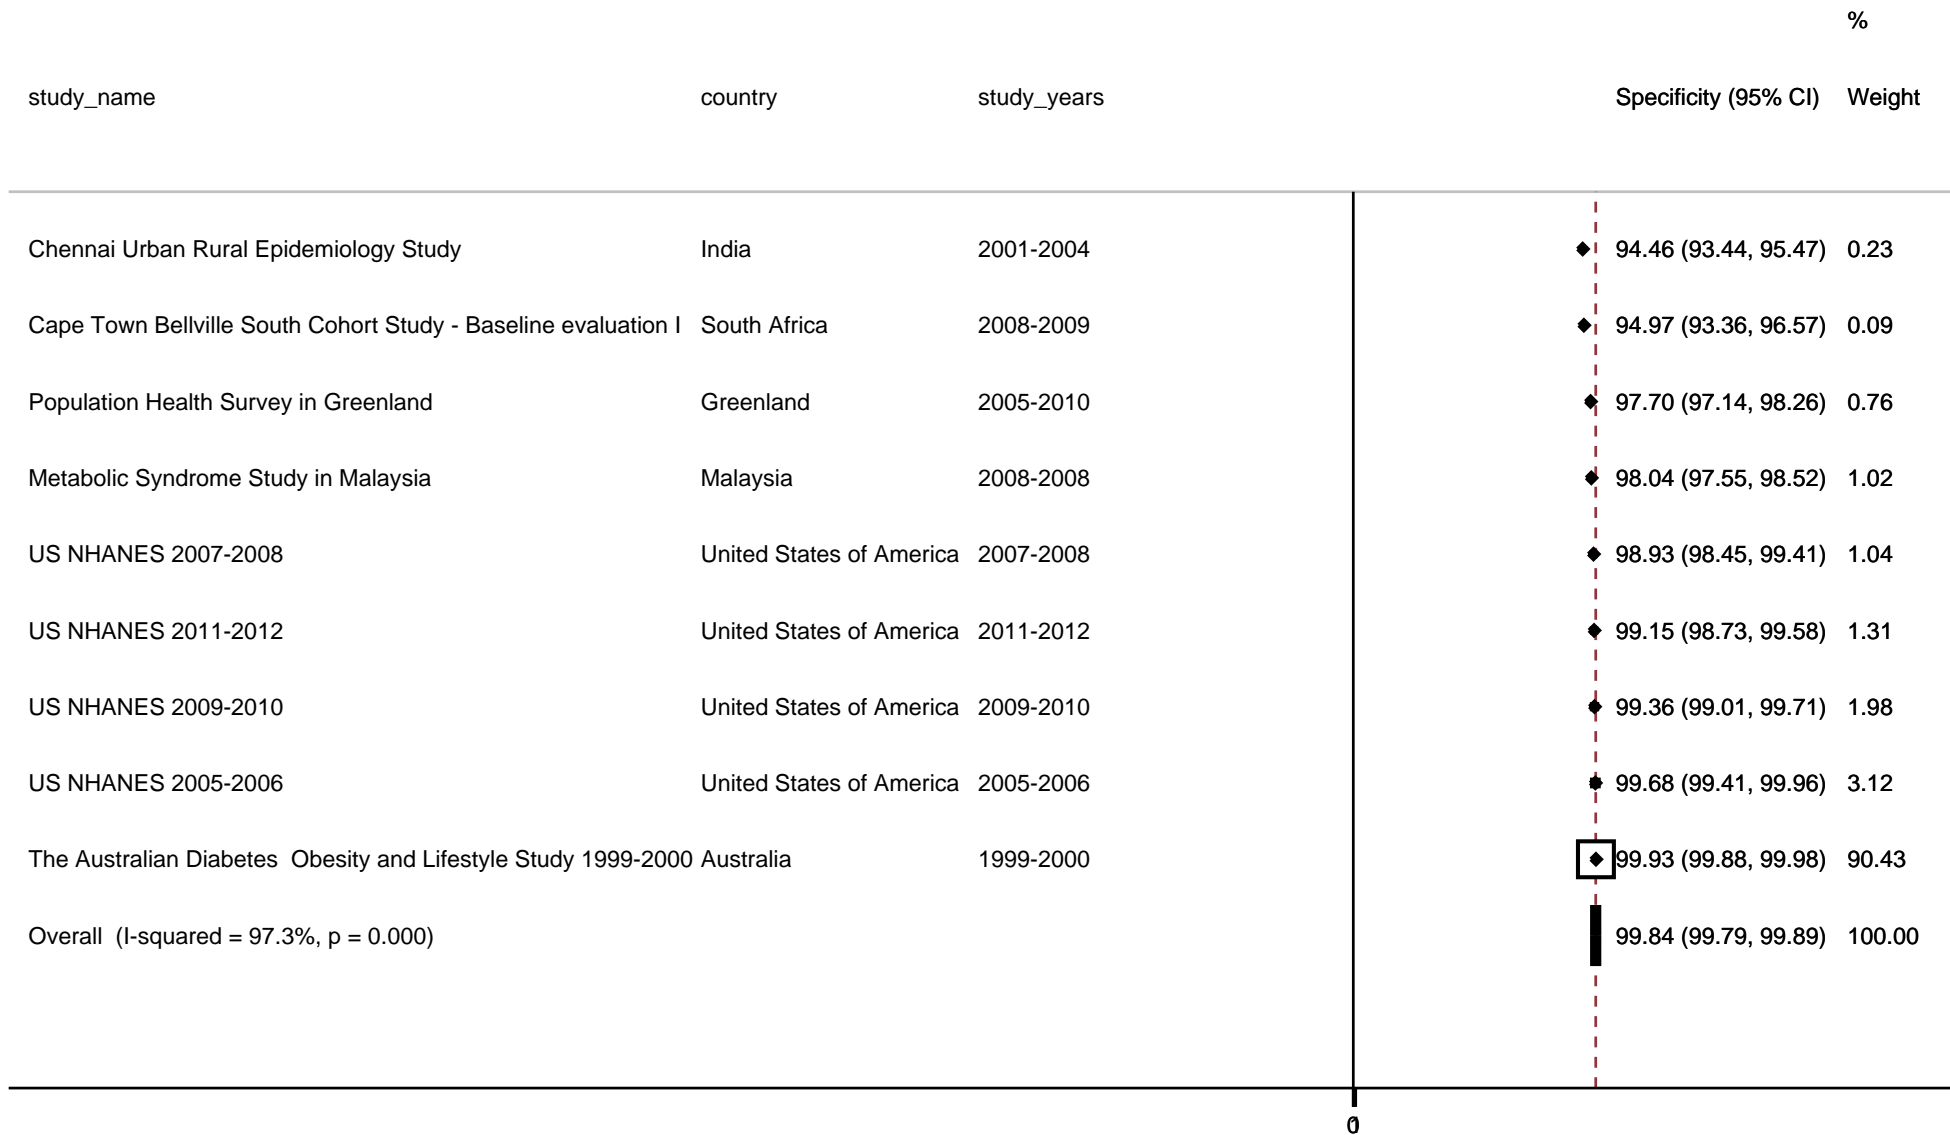 %
study_name country study_years Specificity (95% CI) Weight
Chennai Urban Rural Epidemiology Study India 2001-2004 94.46 (93.44, 95.47) 0.23
Cape Town Bellville South Cohort Study - Baseline evaluation I South Africa 2008-2009 94.97 (93.36, 96.57) 0.09
Population Health Survey in Greenland Greenland 2005-2010 97.70 (97.14, 98.26) 0.76
Metabolic Syndrome Study in Malaysia Malaysia 2008-2008 98.04 (97.55, 98.52) 1.02
US NHANES 2007-2008 United States of America 2007-2008 98.93 (98.45, 99.41) 1.04
US NHANES 2011-2012 United States of America 2011-2012 99.15 (98.73, 99.58) 1.31
US NHANES 2009-2010 United States of America 2009-2010 99.36 (99.01, 99.71) 1.98
US NHANES 2005-2006 United States of America 2005-2006 99.68 (99.41, 99.96) 3.12
The Australian Diabetes  Obesity and Lifestyle Study 1999-2000 Australia 1999-2000 99.93 (99.88, 99.98) 90.43
Overall  (I-squared = 97.3%, p = 0.000) 99.84 (99.79, 99.89) 100.00